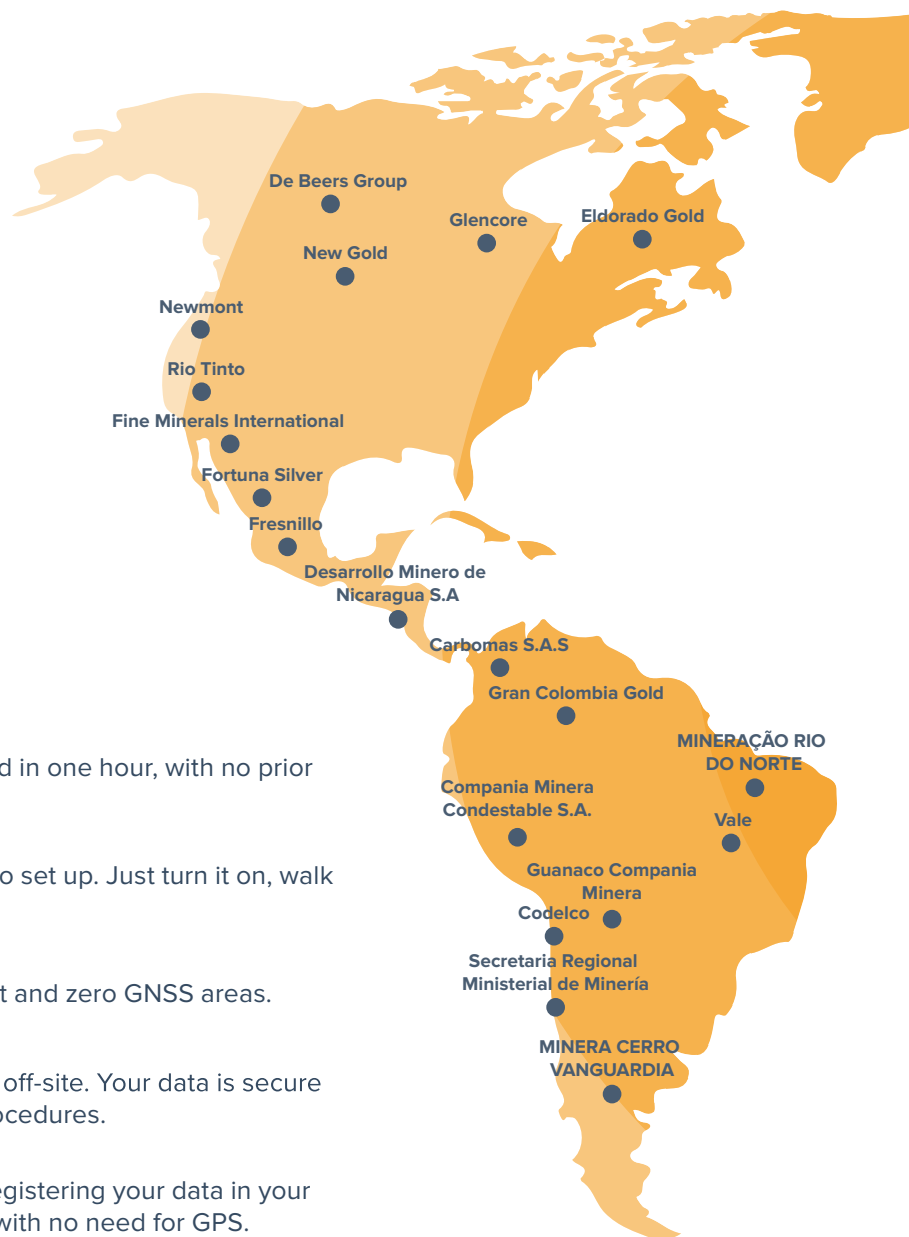 De Beers Group
Glencore
Eldorado Gold
New Gold
Newmont
Rio Tinto
Fine Minerals International
Fortuna Silver
Fresnillo
Desarrollo Minero de
Nicaragua S.A
Carbomas S.A.S
Gran Colombia Gold
MINERAÇÃO RIO
DO NORTE
Compania Minera
Condestable S.A.
Vale
Guanaco Compania
Minera
Codelco
Secretaria Regional
Ministerial de Minería
MINERA CERRO
VANGUARDIA
d in one hour, with no prior
o set up. Just turn it on, walk
t and zero GNSS areas.
off-site. Your data is secure
ocedures.
egistering your data in your
with no need for GPS.